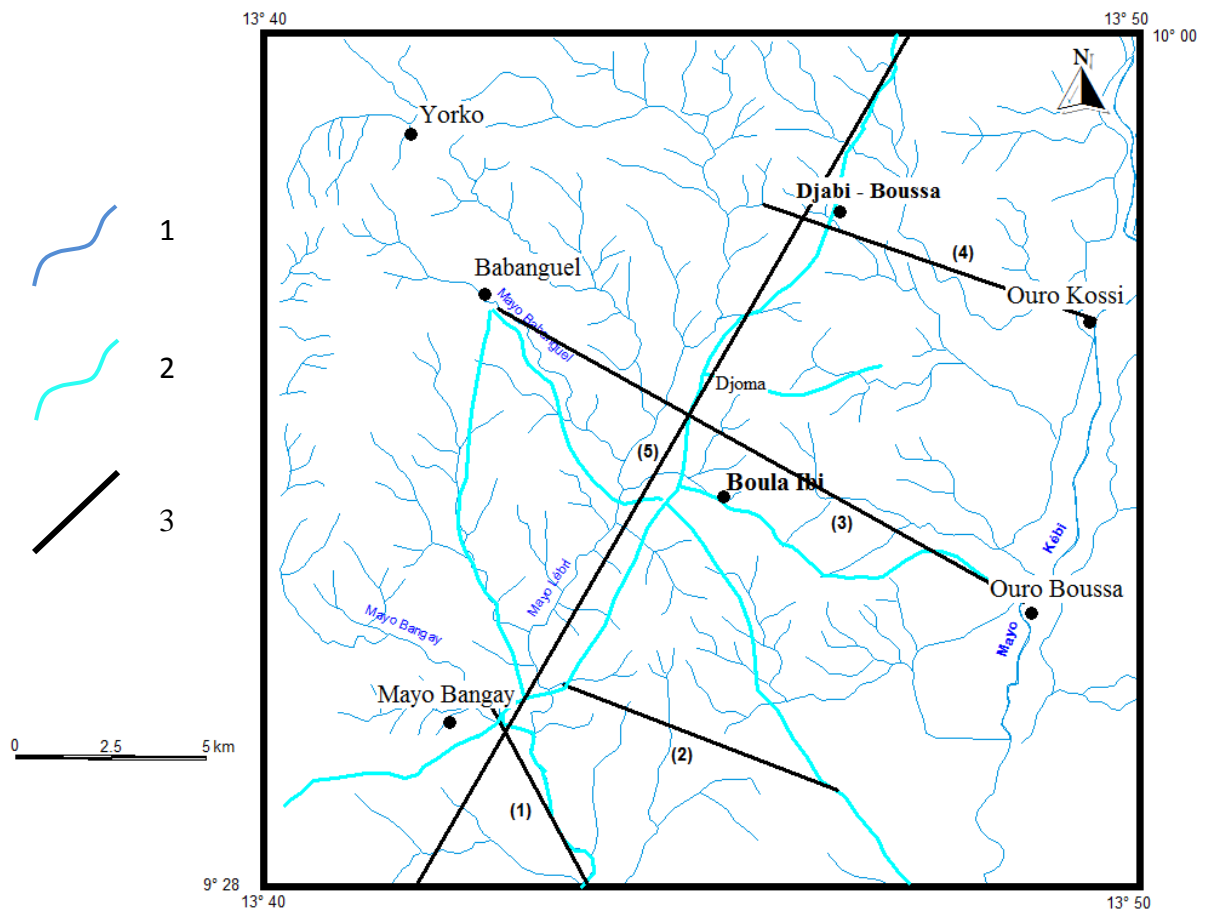 13° 40
13° 50
10° 00
N
Yorko
Djabi - Boussa
1
(4)
Babanguel
Ouro Kossi
Mayo Babanguel
2
Djoma
(5)
Boula Ibi
3
(3)
Kébi
Mayo Lébri
Ouro Boussa
Mayo Bangay
Mayo
Mayo Bangay
0 2.5 5 km
(2)
(1)
9° 28
13° 40
13° 50